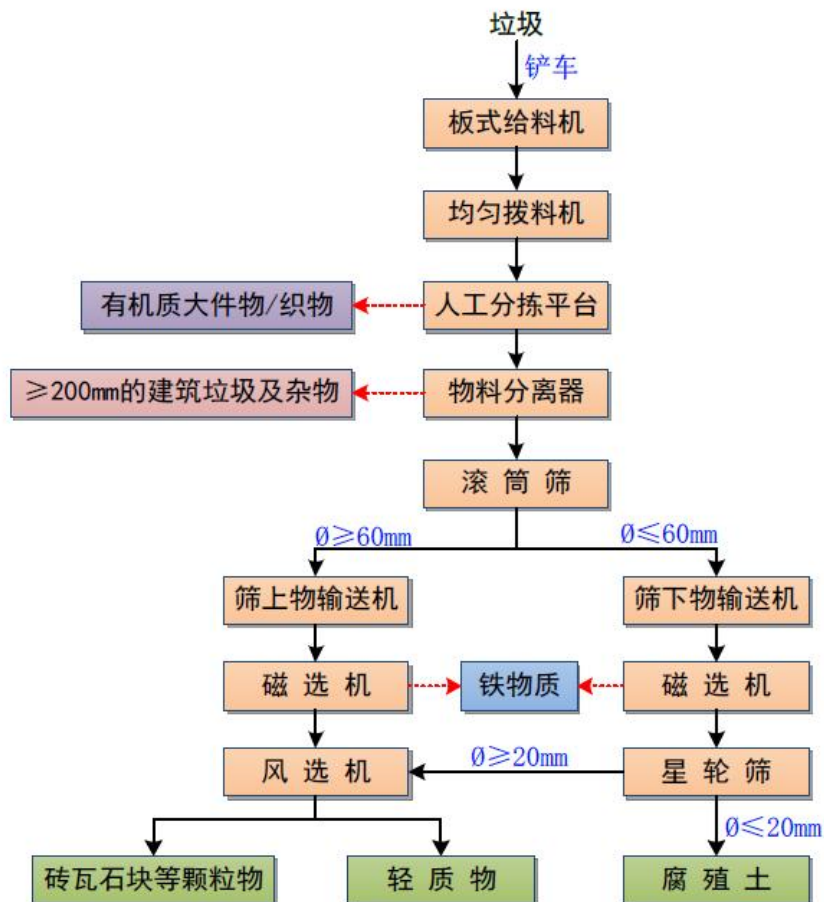 垃圾
铲车
板式给料机
均匀拨料机
有机质大件物/织物
人工分拣平台
≥200mm的建筑垃圾及杂物
物料分离器
滚 筒 筛
Ø≥60mm
Ø≤60mm
筛上物输送机
筛下物输送机
磁 选 机
铁物质
磁 选 机
风 选 机
Ø≥20mm
星 轮 筛
Ø≤20mm
砖瓦石块等颗粒物
轻 质 物
腐 殖 土